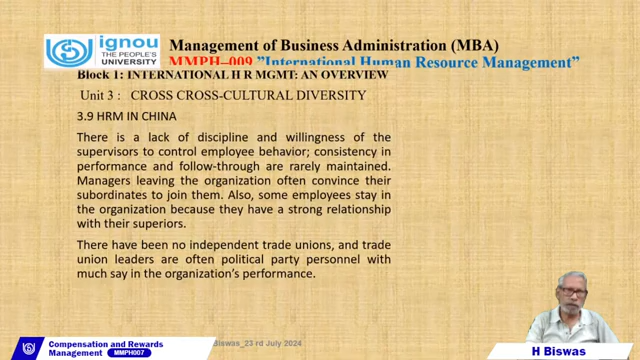 ignou
THE PEOPLE'S
UNIVERSITY
Management of Business Administration (MBA)
MMPH–009 ”International Human Resource Management”
Block 1: INTERNATIONAL H R MGMT: AN OVERVIEW
Unit 3 : CROSS CROSS-CULTURAL DIVERSITY
3.9 HRM IN CHINA
There is a lack of discipline and willingness of the
supervisors to control employee behavior; consistency in
performance and follow-through are rarely maintained.
Managers leaving the organization often convince their
subordinates to join them. Also, some employees stay in
the organization because they have a strong relationship
with their superiors.
There have been no independent trade unions, and trade
union leaders are often political party personnel with
much say in the organization's performance.
Biswas_23 rd July 2024
Compensation and Rewards
Management MMPH007
H Biswas